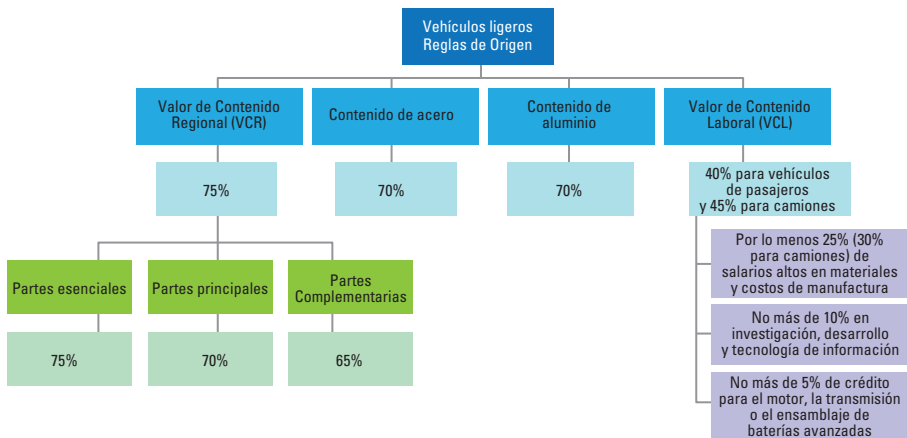 Vehículos ligeros
Reglas de Origen
Valor de Contenido
Regional (VCR)
Contenido de acero
Contenido de
aluminio
Valor de Contenido
Laboral (VCL)
75%
70%
70%
40% para vehículos
de pasajeros
y 45% para camiones
Partes esenciales
Partes principales
Partes
Complementarias
75%
70%
65%
Por lo menos 25% (30%
para camiones) de
salarios altos en materiales
y costos de manufactura
No más de 10% en
investigación, desarrollo
y tecnología de información
No más de 5% de crédito
para el motor, la transmisión
o el ensamblaje de
baterías avanzadas